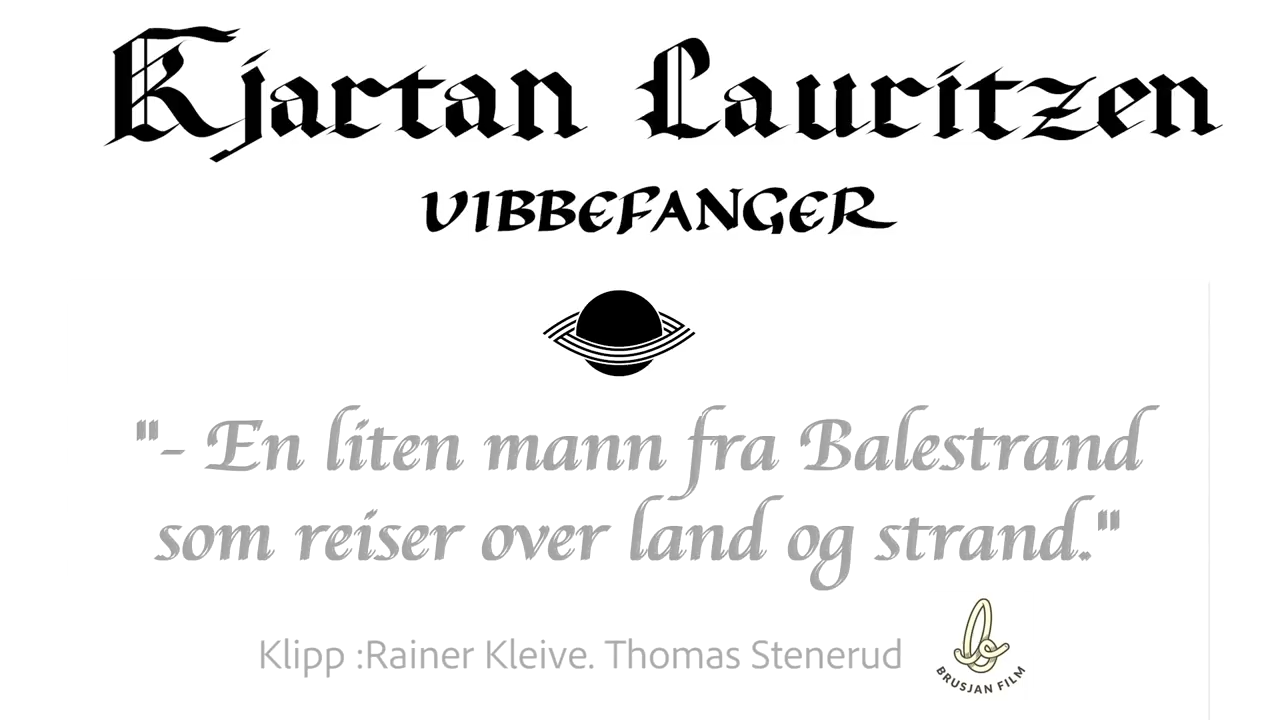 Kjartan Lauritzen
VIBBEFANGER
"- En liten mann fra Balestrand
som reiser over land og strand."
Klipp :Rainer Kleive. Thomas Stenerud
BRUSJAN FILM